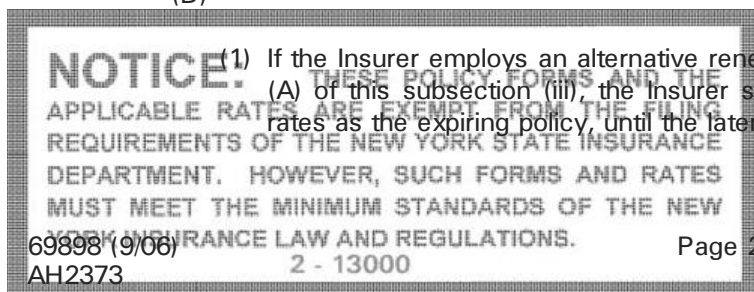 (D)
(1) If the Insurer employs an alternative rene
NOTICE: THESE POLICY FORMS AND THE
(A) of this subsection (iii), the Insurer s
APPLICABLE RATES ARE EXEMPT FROM THE FILING
rates as the expiring policy, until the later
REQUIREMENTS OF THE NEW YORK STATE INSURANCE
DEPARTMENT. HOWEVER, SUCH FORMS AND RATES
MUST MEET THE MINIMUM STANDARDS OF THE NEW
YORK INSURANCE LAW AND REGULATIONS.
69898 (9/06) Page 2
2 - 13000
AH2373